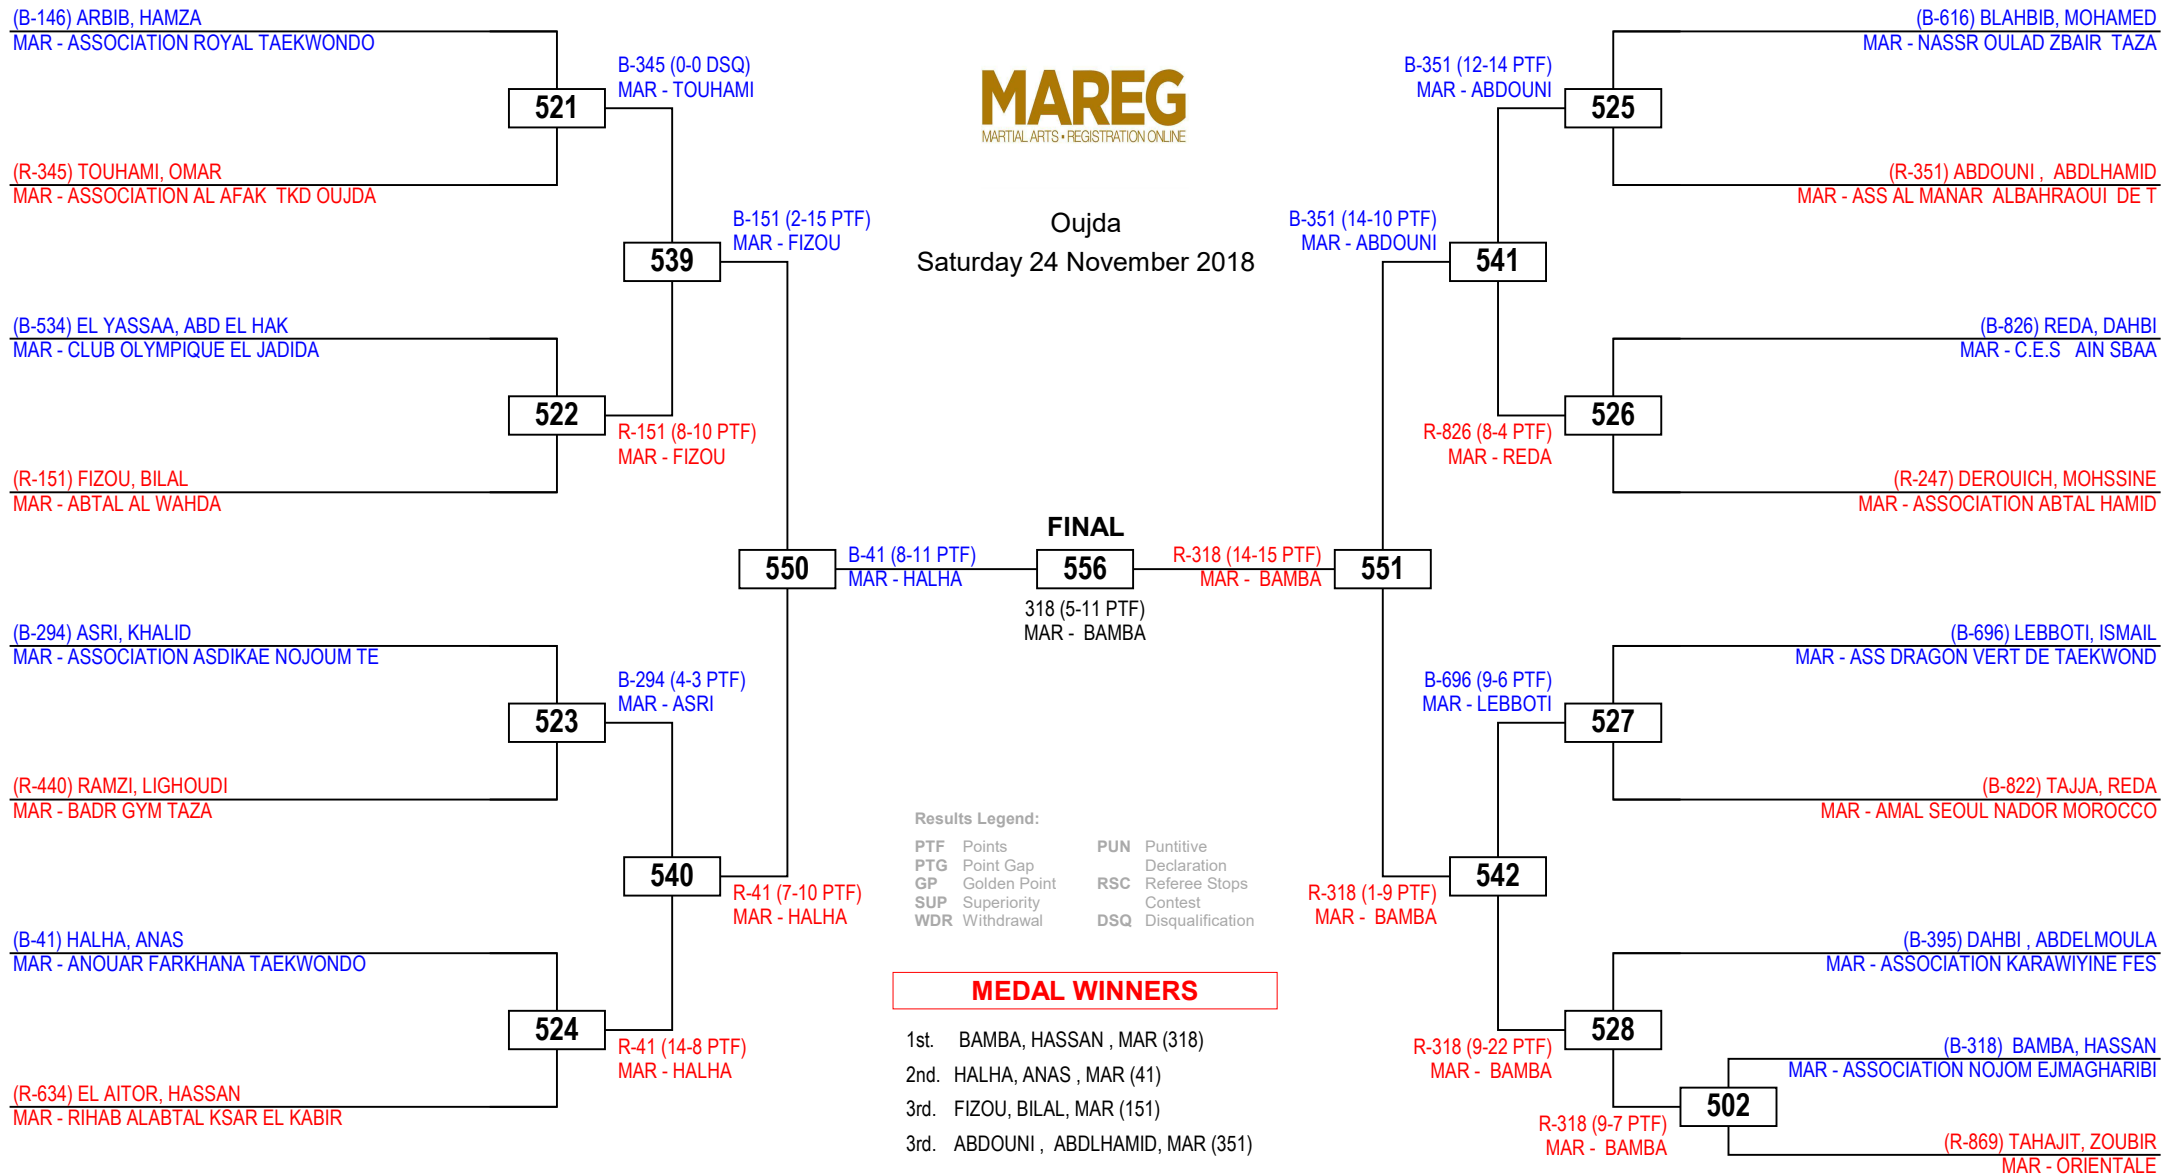 (B-146) ARBIB, HAMZA
MAR - ASSOCIATION ROYAL TAEKWONDO
521
(R-345) TOUHAMI, OMAR
MAR - ASSOCIATION AL AFAK TKD OUJDA
B-345 (0-0 DSQ)
MAR - TOUHAMI
539
(B-534) EL YASSAA, ABD EL HAK
MAR - CLUB OLYMPIQUE EL JADIDA
522
(R-151) FIZOU, BILAL
MAR - ABTAL AL WAHDA
R-151 (8-10 PTF)
MAR - FIZOU
B-151 (2-15 PTF)
MAR - FIZOU
550
(B-294) ASRI, KHALID
MAR - ASSOCIATION ASDIKAE NOJOUM TE
523
(R-440) RAMZI, LIGHOUDI
MAR - BADR GYM TAZA
B-294 (4-3 PTF)
MAR - ASRI
540
(B-41) HALHA, ANAS
MAR - ANOUAR FARKHANA TAEKWONDO
524
(R-634) EL AITOR, HASSAN
MAR - RIHAB ALABTAL KSAR EL KABIR
R-41 (14-8 PTF)
MAR - HALHA
R-41 (7-10 PTF)
MAR - HALHA
B-41 (8-11 PTF)
MAR - HALHA
MAREG
MARTIAL ARTS • REGISTRATION ONLINE
Oujda
Saturday 24 November 2018
FINAL
556
318 (5-11 PTF)
MAR - BAMBA
R-318 (14-15 PTF)
MAR - BAMBA
551
Results Legend:
PTF Points
PTG Point Gap
GP Golden Point
SUP Superiority
WDR Withdrawal
PUN Puntitive
Declaration
RSC Referee Stops
Contest
DSQ Disqualification
MEDAL WINNERS
1st. BAMBA, HASSAN , MAR (318)
2nd. HALHA, ANAS , MAR (41)
3rd. FIZOU, BILAL, MAR (151)
3rd. ABDOUNI , ABDLHAMID, MAR (351)
(B-616) BLAHBIB, MOHAMED
MAR - NASSR OULAD ZBAIR TAZA
525
(R-351) ABDOUNI , ABDLHAMID
MAR - ASS AL MANAR ALBAHRAOUI DE T
B-351 (12-14 PTF)
MAR - ABDOUNI
B-351 (14-10 PTF)
MAR - ABDOUNI
541
(B-826) REDA, DAHBI
MAR - C.E.S AIN SBAA
526
(R-247) DEROUICH, MOHSSINE
MAR - ASSOCIATION ABTAL HAMID
R-826 (8-4 PTF)
MAR - REDA
(B-696) LEBBOTI, ISMAIL
MAR - ASS DRAGON VERT DE TAEKWOND
527
(B-822) TAJJA, REDA
MAR - AMAL SEOUL NADOR MOROCCO
B-696 (9-6 PTF)
MAR - LEBBOTI
542
R-318 (1-9 PTF)
MAR - BAMBA
(B-395) DAHBI , ABDELMOULA
MAR - ASSOCIATION KARAWIYINE FES
528
R-318 (9-22 PTF)
MAR - BAMBA
(B-318) BAMBA, HASSAN
MAR - ASSOCIATION NOJOM EJMAGHARIBI
502
R-318 (9-7 PTF)
MAR - BAMBA
(R-869) TAHAJIT, ZOUBIR
MAR - ORIENTALE